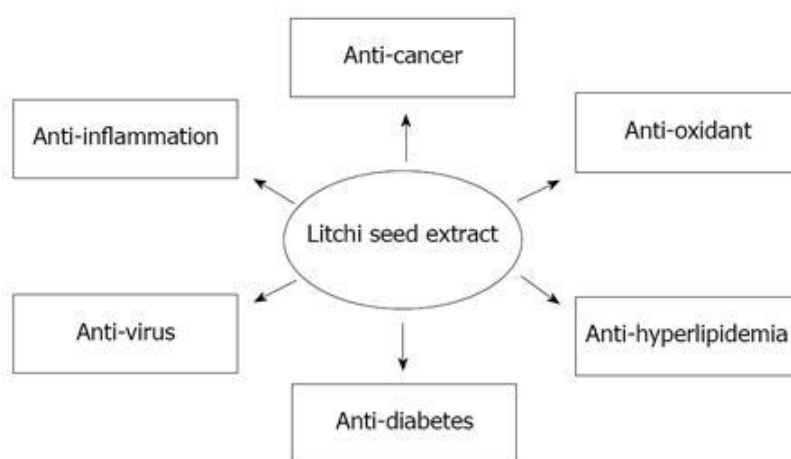 Anti-cancer
Anti-inflammation
Anti-oxidant
Litchi seed extract
Anti-virus
Anti-hyperlipidemia
Anti-diabetes